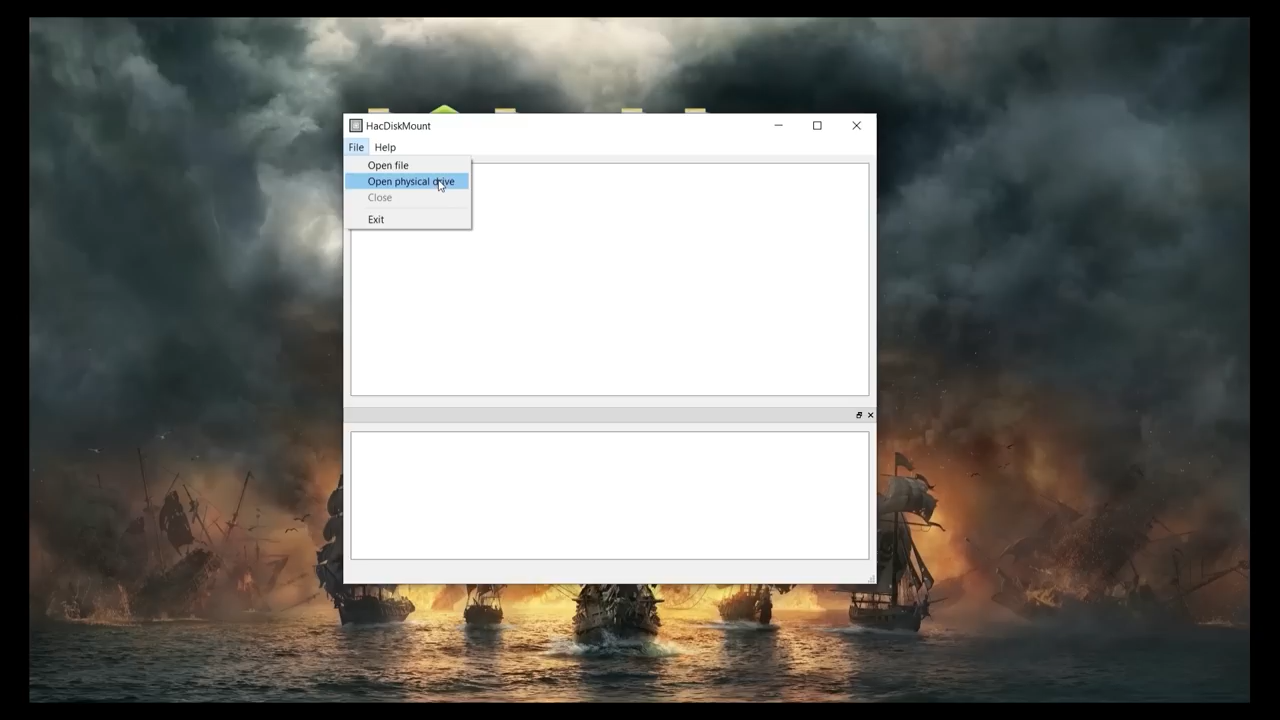 HacDiskMount
File Help
Open file
Open physical drive
Close
Exit